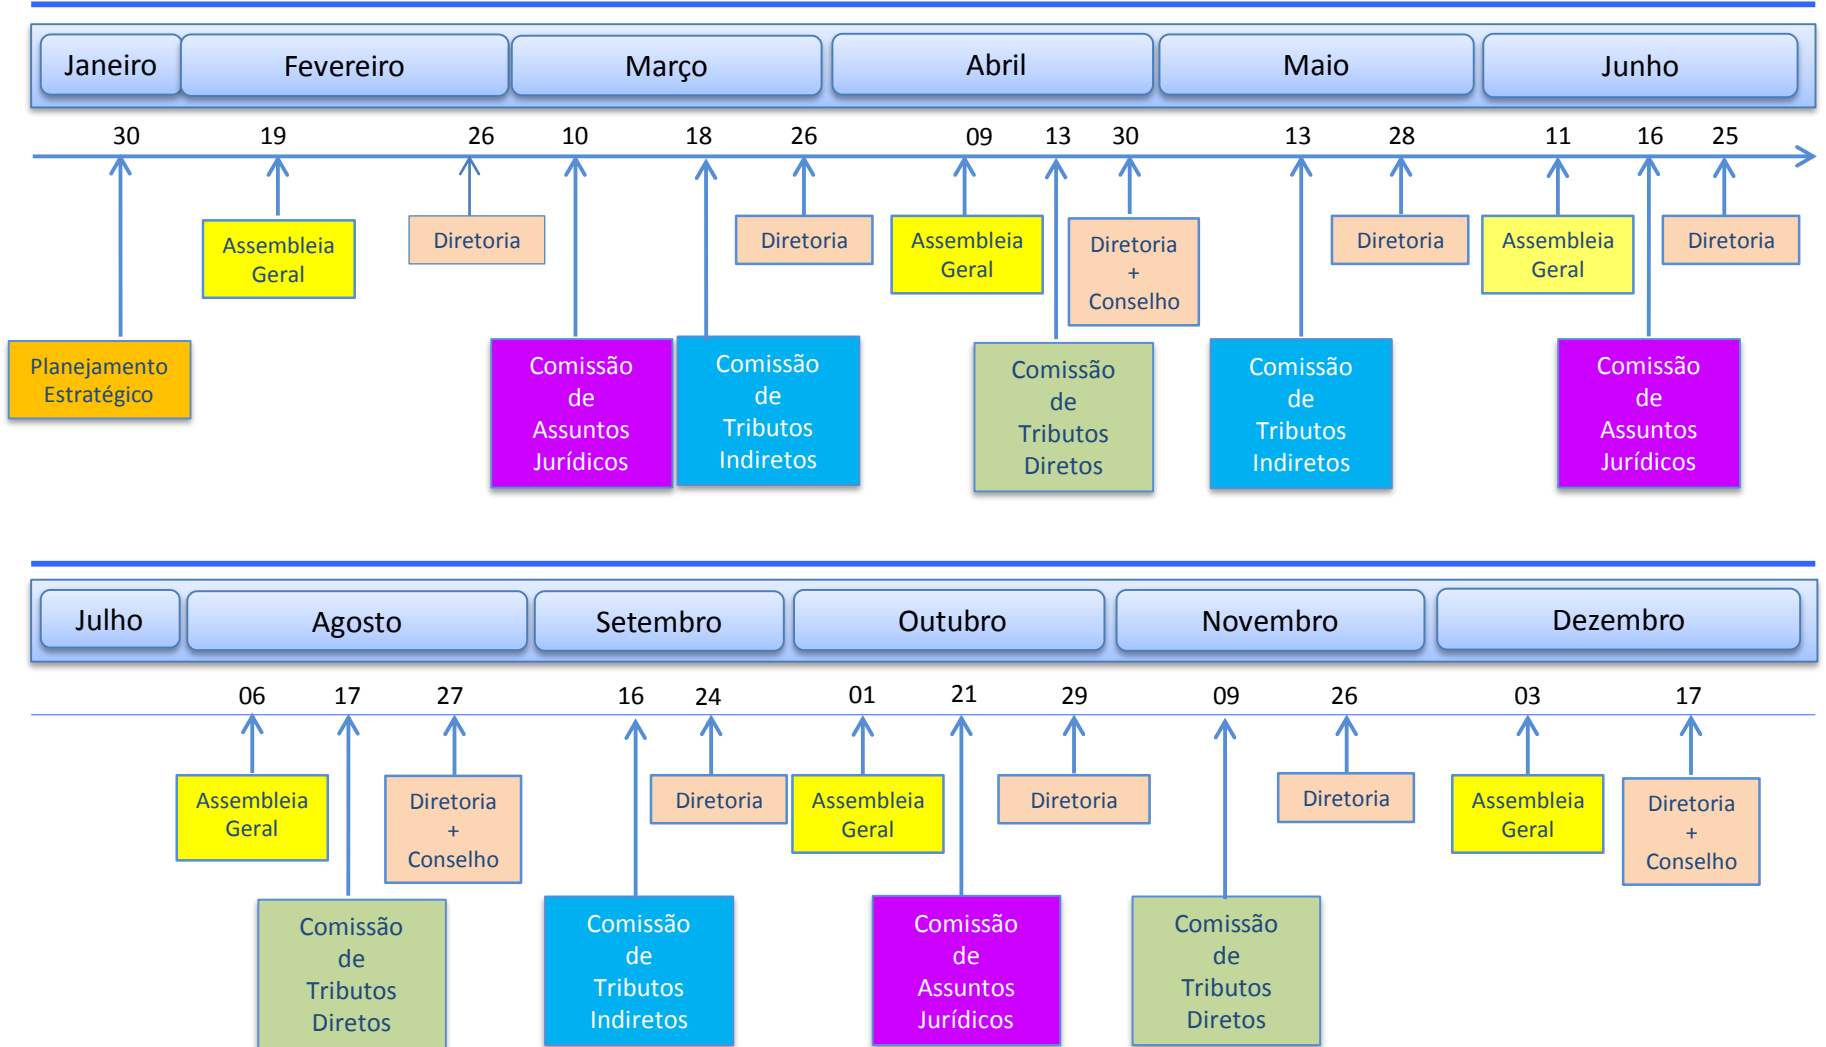 Janeiro
Fevereiro
Março
Abril
Maio
Junho
30
19
26
10
18
26
09
13
30
13
28
11
16
25
Assembleia
Geral
Diretoria
Diretoria
Assembleia
Geral
Diretoria
+
Conselho
Diretoria
Assembleia
Geral
Diretoria
Planejamento
Estratégico
Comissão
de
Assuntos
Jurídicos
Comissão
de
Tributos
Indiretos
Comissão
de
Tributos
Diretos
Comissão
de
Tributos
Indiretos
Comissão
de
Assuntos
Jurídicos
Julho
Agosto
Setembro
Outubro
Novembro
Dezembro
06
17
27
16
24
01
21
29
09
26
03
17
Assembleia
Geral
Diretoria
+
Conselho
Diretoria
Assembleia
Geral
Diretoria
Diretoria
Assembleia
Geral
Diretoria
+
Conselho
Comissão
de
Tributos
Diretos
Comissão
de
Tributos
Indiretos
Comissão
de
Assuntos
Jurídicos
Comissão
de
Tributos
Diretos